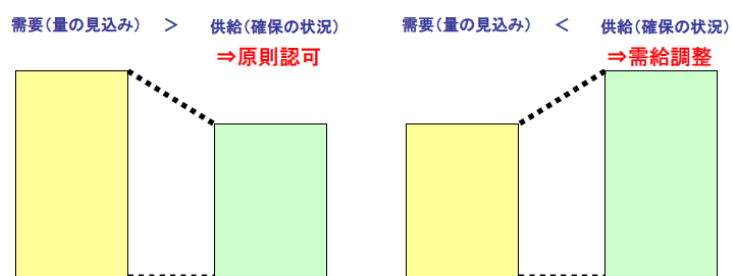 需要(量の見込み) > 供給(確保の状況)
⇒原則認可
需要(量の見込み) < 供給(確保の状況)
⇒需給調整